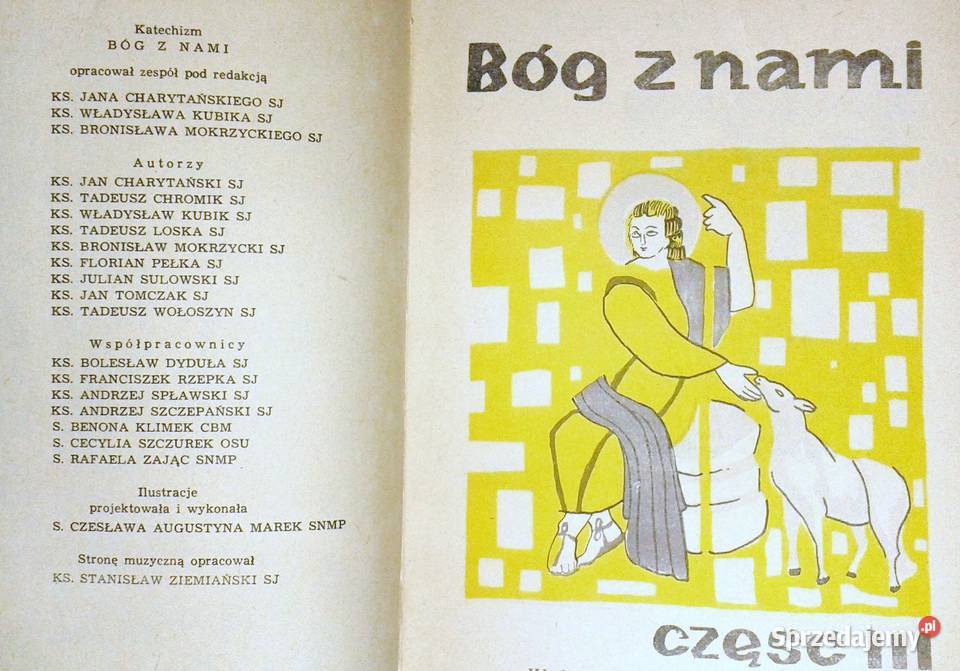 Katechizm
BÓG Z NAMI
opracował zespół pod redakcją
KS. JANA CHARYTAŃSKIEGO SJ
KS. WŁADYSŁAWA KUBIKA SJ
KS. BRONISŁAWA MOKRZYCKIEGO SJ
Autorzy
KS. JAN CHARYTAŃSKI SJ
KS. TADEUSZ CHROMIK SJ
KS. WŁADYSŁAW KUBIK SJ
KS. TADEUSZ LOSKA SJ
KS. BRONISŁAW MOKRZYCKI SJ
KS. FLORIAN PEŁKA SJ
KS. JULIAN SULOWSKI SJ
KS. JAN TOMCZAK SJ
KS. TADEUSZ WOŁOSZYN SJ
Współpracownicy
KS. BOLESŁAW DYDUŁA SJ
KS. FRANCISZEK RZEPKA SJ
KS. ANDRZEJ SPŁAWSKI SJ
KS. ANDRZEJ SZCZEPAŃSKI SJ
S. BENONA KLIMEK CBM
S. CECYLIA SZCZUREK OSU
S. RAFAELA ZAJĄC SNMP
Ilustracje
projektowała i wykonała
S. CZESŁAWA AUGUSTYNA MAREK SNMP
Stronę muzyczną opracował
KS. STANISŁAW ZIEMIAŃSKI SJ
Bóg z nami
część III
Sprzedajemy.pl